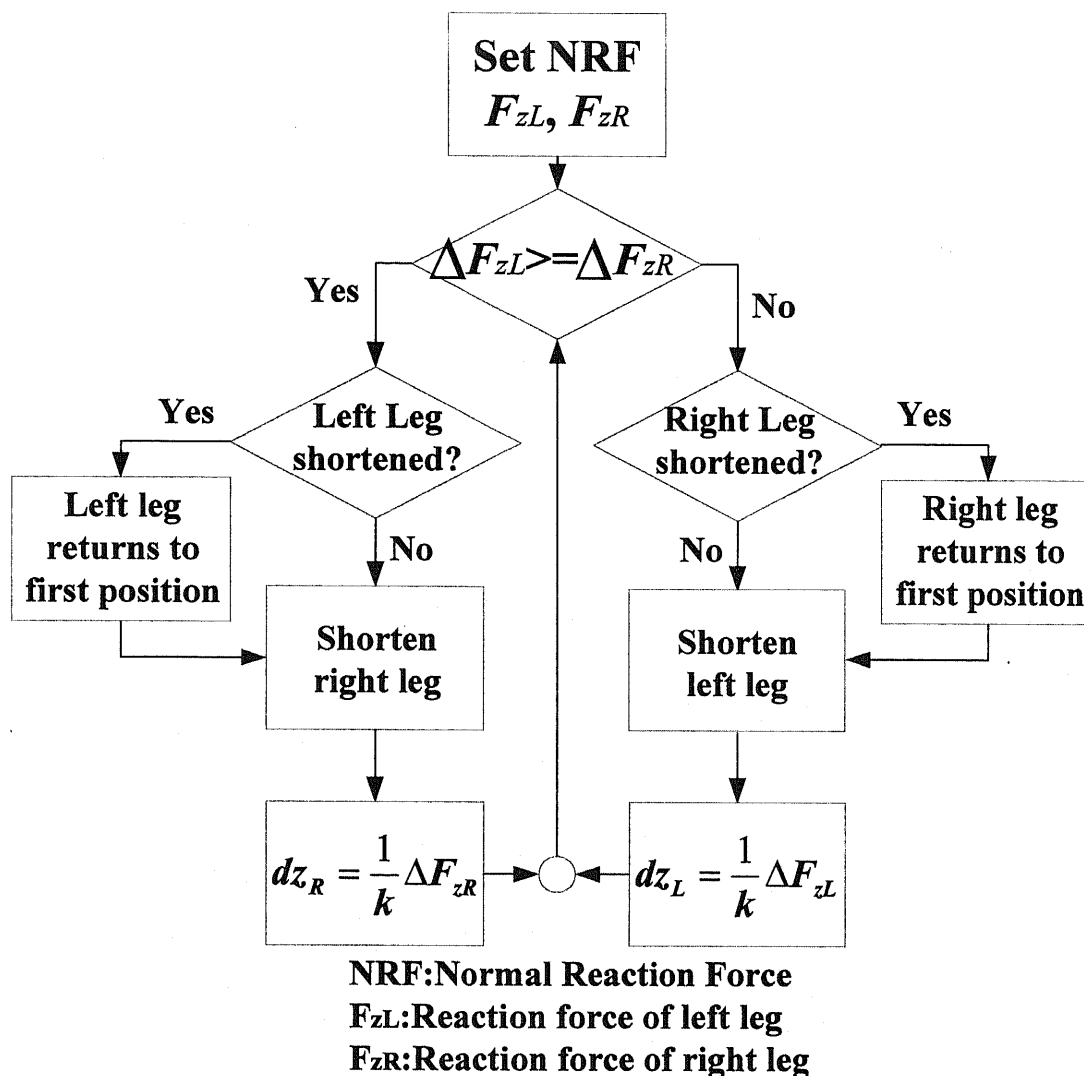 Set NRF
FzL, FzR
ΔFzL>=ΔFzR
Yes
No
Yes
Left Leg
shortened?
Right Leg
shortened?
Yes
Left leg
returns to
first position
No
No
Right leg
returns to
first position
Shorten
right leg
Shorten
left leg
dzR = 1/k ΔFzR
dzL = 1/k ΔFzL
NRF:Normal Reaction Force
FzL:Reaction force of left leg
FzR:Reaction force of right leg